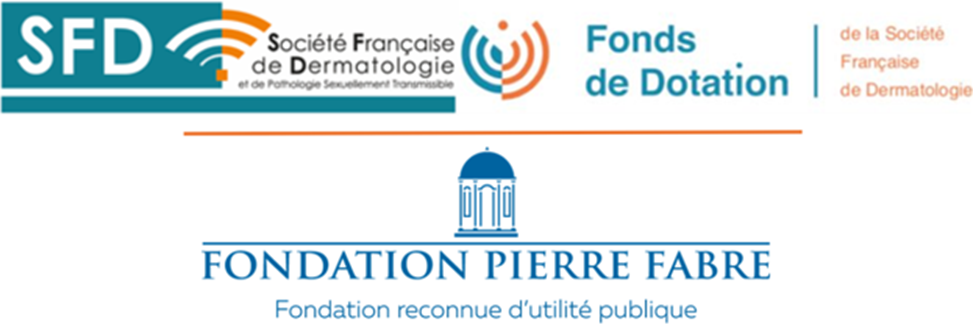 SFD
Société Française
de Dermatologie
et de Pathologie Sexuellement Transmissible
Fonds
de Dotation
de la Société
Française
de Dermatologie
FONDATION PIERRE FABRE
Fondation reconnue d'utilité publique